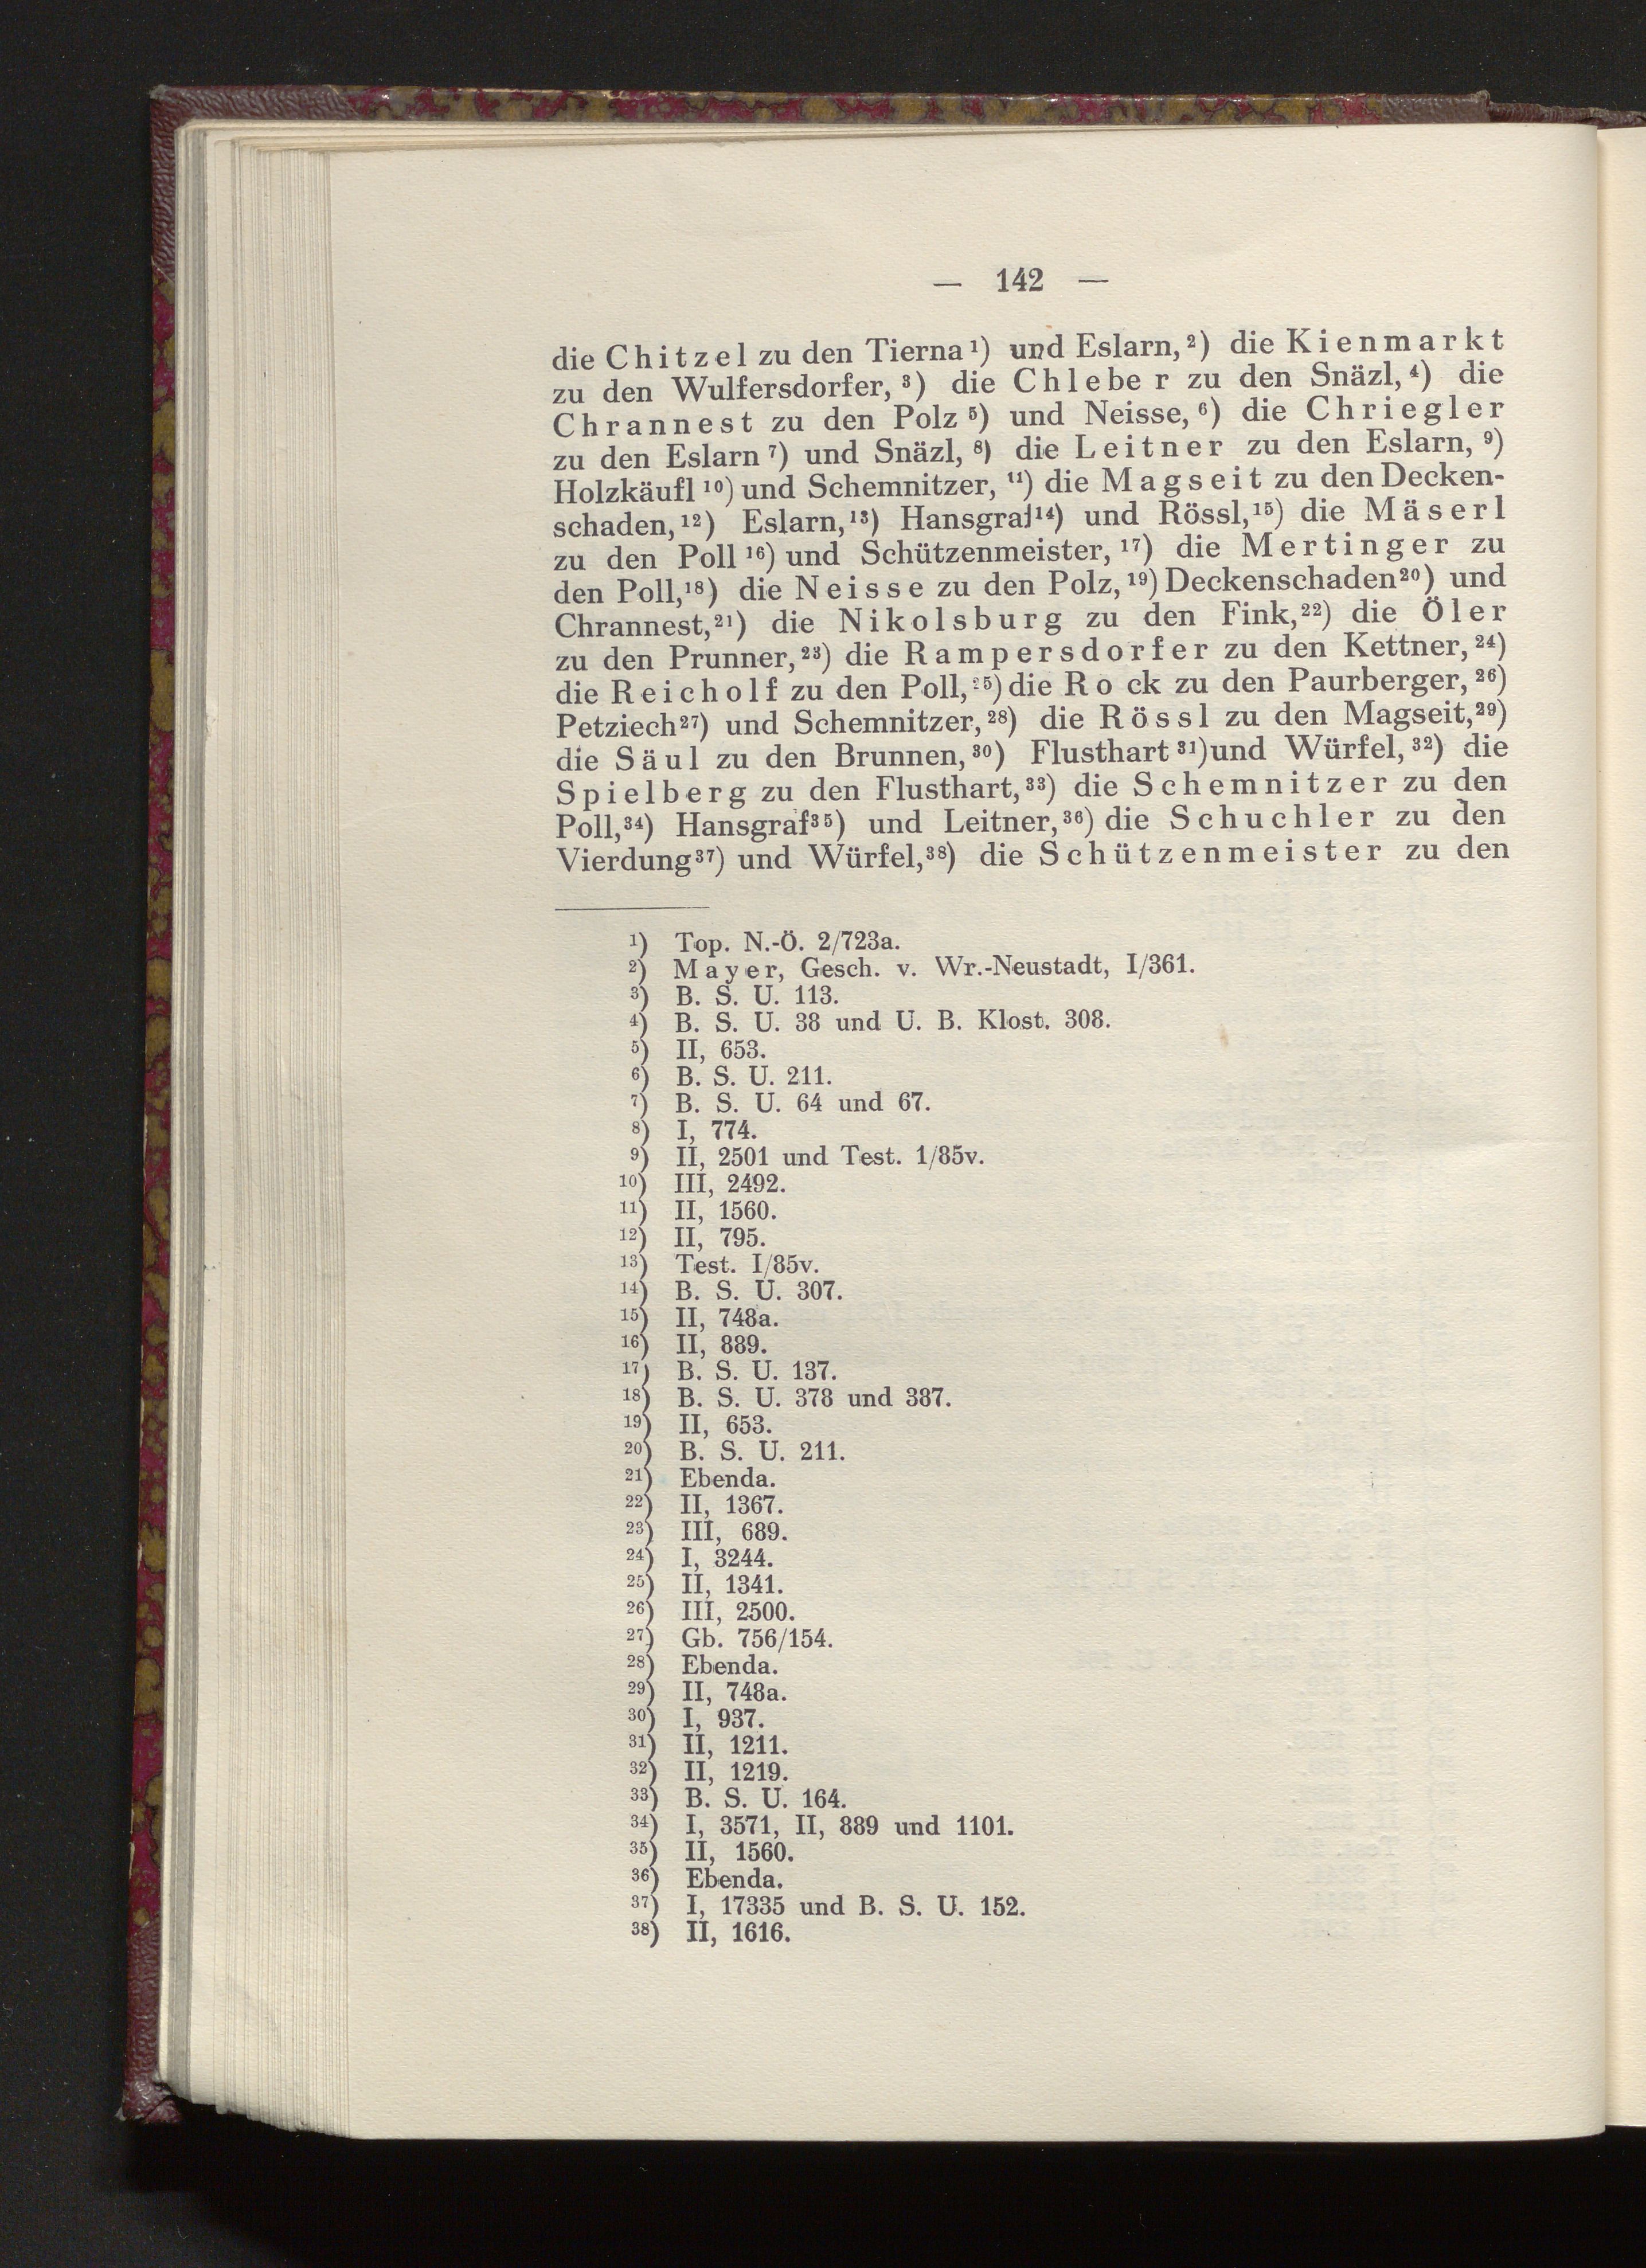 — 142 —
die Chitzel zu den Tierna¹) und Eslarn,²) die Kienmarkt
zu den Wulfersdorfer,³) die Chleber zu den Snäzl,⁴) die
Chrannest zu den Polz⁵) und Neisse,⁶) die Chriegler
zu den Eslarn⁷) und Snäzl,⁸) die Leitner zu den Eslarn,⁹)
Holzkäufl¹⁰) und Schemnitzer,¹¹) die Magseit zu den Decken-
schaden,¹²) Eslarn,¹³) Hansgraf¹⁴) und Rössl,¹⁵) die Mäserl
zu den Poll¹⁶) und Schützenmeister,¹⁷) die Mertinger zu
den Poll,¹⁸) die Neisse zu den Polz,¹⁹) Deckenschaden²⁰) und
Chrannest,²¹) die Nikolsburg zu den Fink,²²) die Öler
zu den Prunner,²³) die Rampersdorfer zu den Kettner,²⁴)
die Reicholf zu den Poll,²⁵) die Rock zu den Paurberger,²⁶)
Petziech²⁷) und Schemnitzer,²⁸) die Rössl zu den Magseit,²⁹)
die Säul zu den Brunnen,³⁰) Flusthart³¹) und Würfel,³²) die
Spielberg zu den Flusthart,³³) die Schemnitzer zu den
Poll,³⁴) Hansgraf³⁵) und Leitner,³⁶) die Schuchler zu den
Vierdung³⁷) und Würfel,³⁸) die Schützenmeister zu den
¹) Top. N.-Ö. 2/723a.
²) Mayer, Gesch. v. Wr.-Neustadt, I/361.
³) B. S. U. 113.
⁴) B. S. U. 38 und U. B. Klost. 308.
⁵) II, 653.
⁶) B. S. U. 211.
⁷) B. S. U. 64 und 67.
⁸) I, 774.
⁹) II, 2501 und Test. 1/85v.
¹⁰) III, 2492.
¹¹) II, 1560.
¹²) II, 795.
¹³) Test. I/85v.
¹⁴) B. S. U. 307.
¹⁵) II, 748a.
¹⁶) II, 889.
¹⁷) B. S. U. 137.
¹⁸) B. S. U. 378 und 387.
¹⁹) II, 653.
²⁰) B. S. U. 211.
²¹) Ebenda.
²²) II, 1367.
²³) III, 689.
²⁴) I, 3244.
²⁵) II, 1341.
²⁶) III, 2500.
²⁷) Gb. 756/154.
²⁸) Ebenda.
²⁹) II, 748a.
³⁰) I, 937.
³¹) II, 1211.
³²) II, 1219.
³³) B. S. U. 164.
³⁴) I, 3571, II, 889 und 1101.
³⁵) II, 1560.
³⁶) Ebenda.
³⁷) I, 17335 und B. S. U. 152.
³⁸) II, 1616.